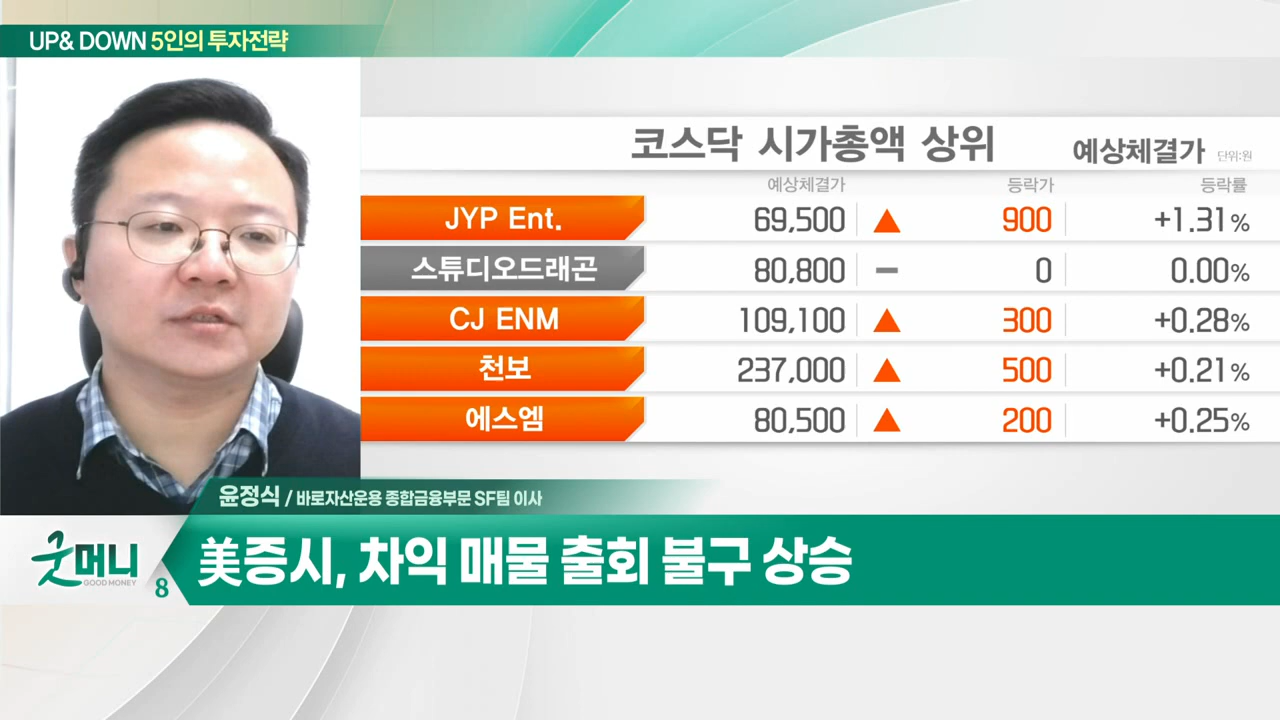 UP& DOWN 5인의 투자전략
코스닥 시가총액 상위 예상체결가 단위:원
예상체결가 등락가 등락률
JYP Ent. 69,500 ▲ 900 +1.31%
스튜디오드래곤 80,800 － 0 0.00%
CJ ENM 109,100 ▲ 300 +0.28%
천보 237,000 ▲ 500 +0.21%
에스엠 80,500 ▲ 200 +0.25%
윤정식 / 바로자산운용 종합금융부문 SF팀 이사
굿머니
GOOD MONEY
8
美증시, 차익 매물 출회 불구 상승